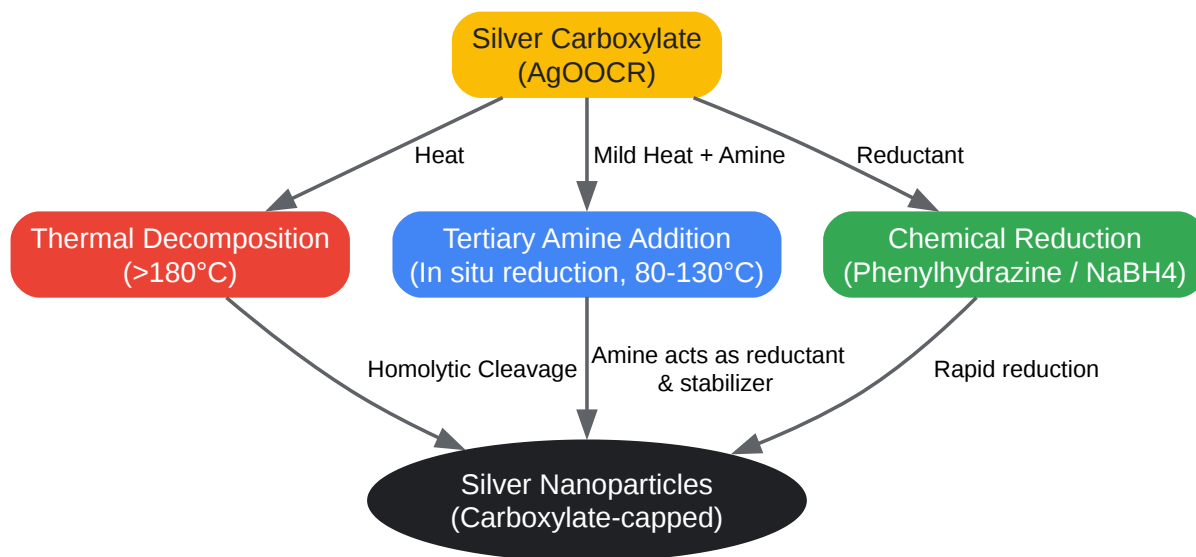 Silver Carboxylate
(AgOOCR)
Heat
Mild Heat + Amine
Reductant
Thermal Decomposition
(>180°C)
Tertiary Amine Addition
(In situ reduction, 80-130°C)
Chemical Reduction
(Phenylhydrazine / NaBH4)
Homolytic Cleavage
Amine acts as reductant
& stabilizer
Rapid reduction
Silver Nanoparticles
(Carboxylate-capped)